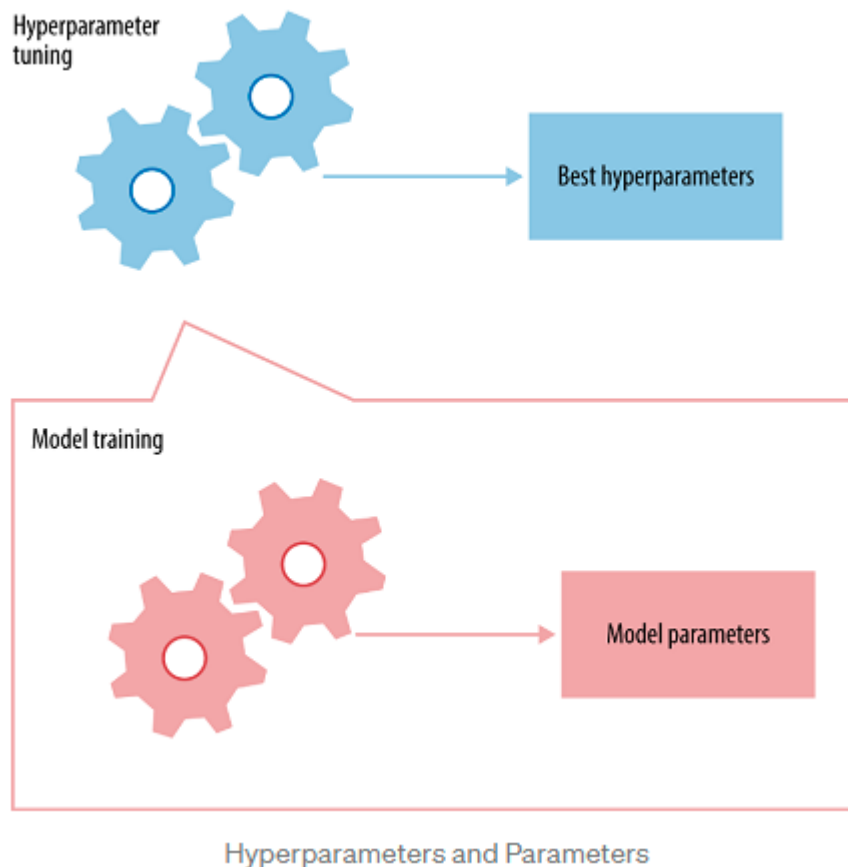 Hyperparameter
tuning
Best hyperparameters
Model training
Model parameters
Hyperparameters and Parameters